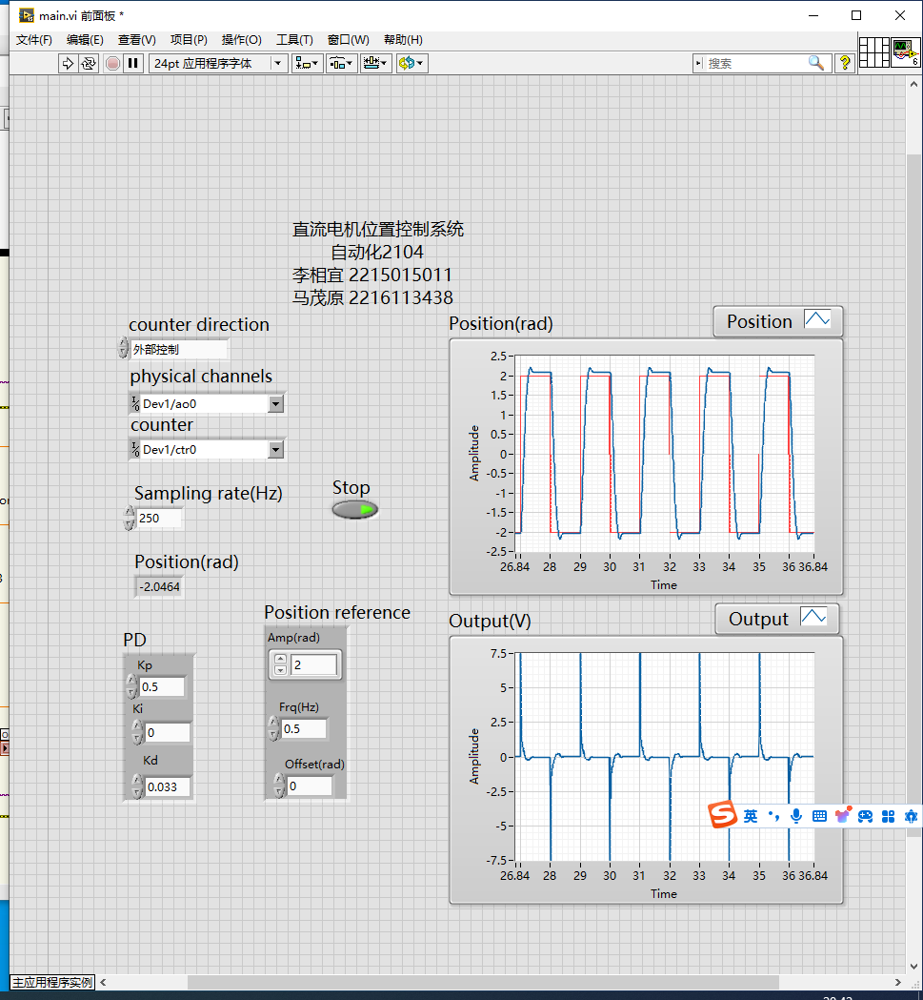 main.vi 前面板 *
文件(F) 编辑(E) 查看(V) 项目(P) 操作(O) 工具(T) 窗口(W) 帮助(H)
24pt 应用程序字体
搜索
?
6
直流电机位置控制系统
自动化2104
李相宜 2215015011
马茂原 2216113438
counter direction
外部控制
physical channels
Dev1/ao0
counter
Dev1/ctr0
Sampling rate(Hz)
250
Stop
Position(rad)
-2.0464
PD
Kp
0.5
Ki
0
Kd
0.033
Position reference
Amp(rad)
2
Frq(Hz)
0.5
Offset(rad)
0
Position(rad)
Position
2.5
2
1.5
1
0.5
0
-0.5
-1
-1.5
-2
-2.5
Amplitude
26.84 28 29 30 31 32 33 34 35 36 36.84
Time
Output(V)
Output
7.5
5
2.5
0
-2.5
-5
-7.5
Amplitude
26.84 28 29 30 31 32 33 34 35 36 36.84
Time
英
主应用程序实例